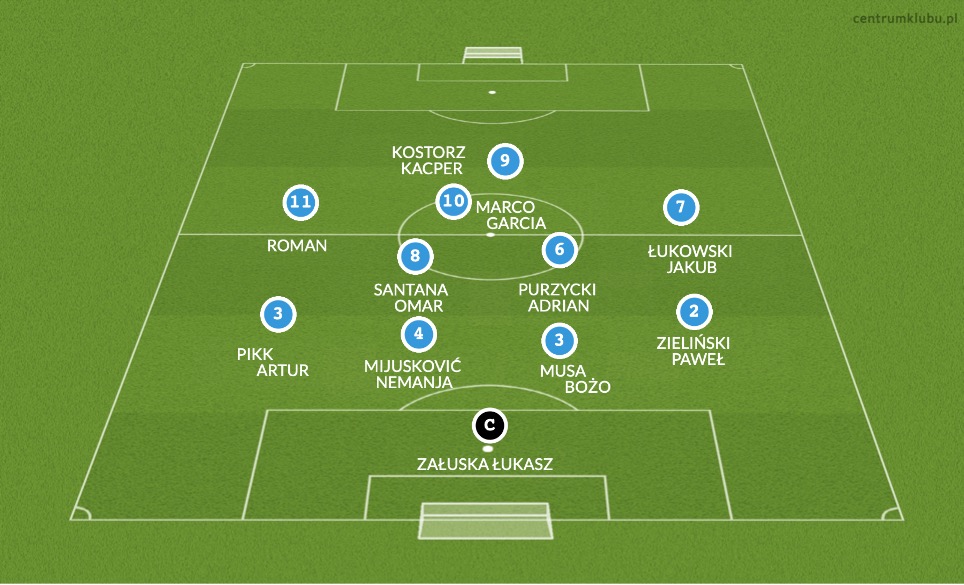 centrumklubu.pl
KOSTORZ
KACPER
9
11
10
MARCO
GARCIA
7
ROMAN
8
6
ŁUKOWSKI
JAKUB
SANTANA
OMAR
PURZYCKI
ADRIAN
3
4
3
2
PIKK
ARTUR
MIJUSKOVIĆ
NEMANJA
MUSA
BOŻO
ZIELIŃSKI
PAWEŁ
C
ZAŁUSKA ŁUKASZ